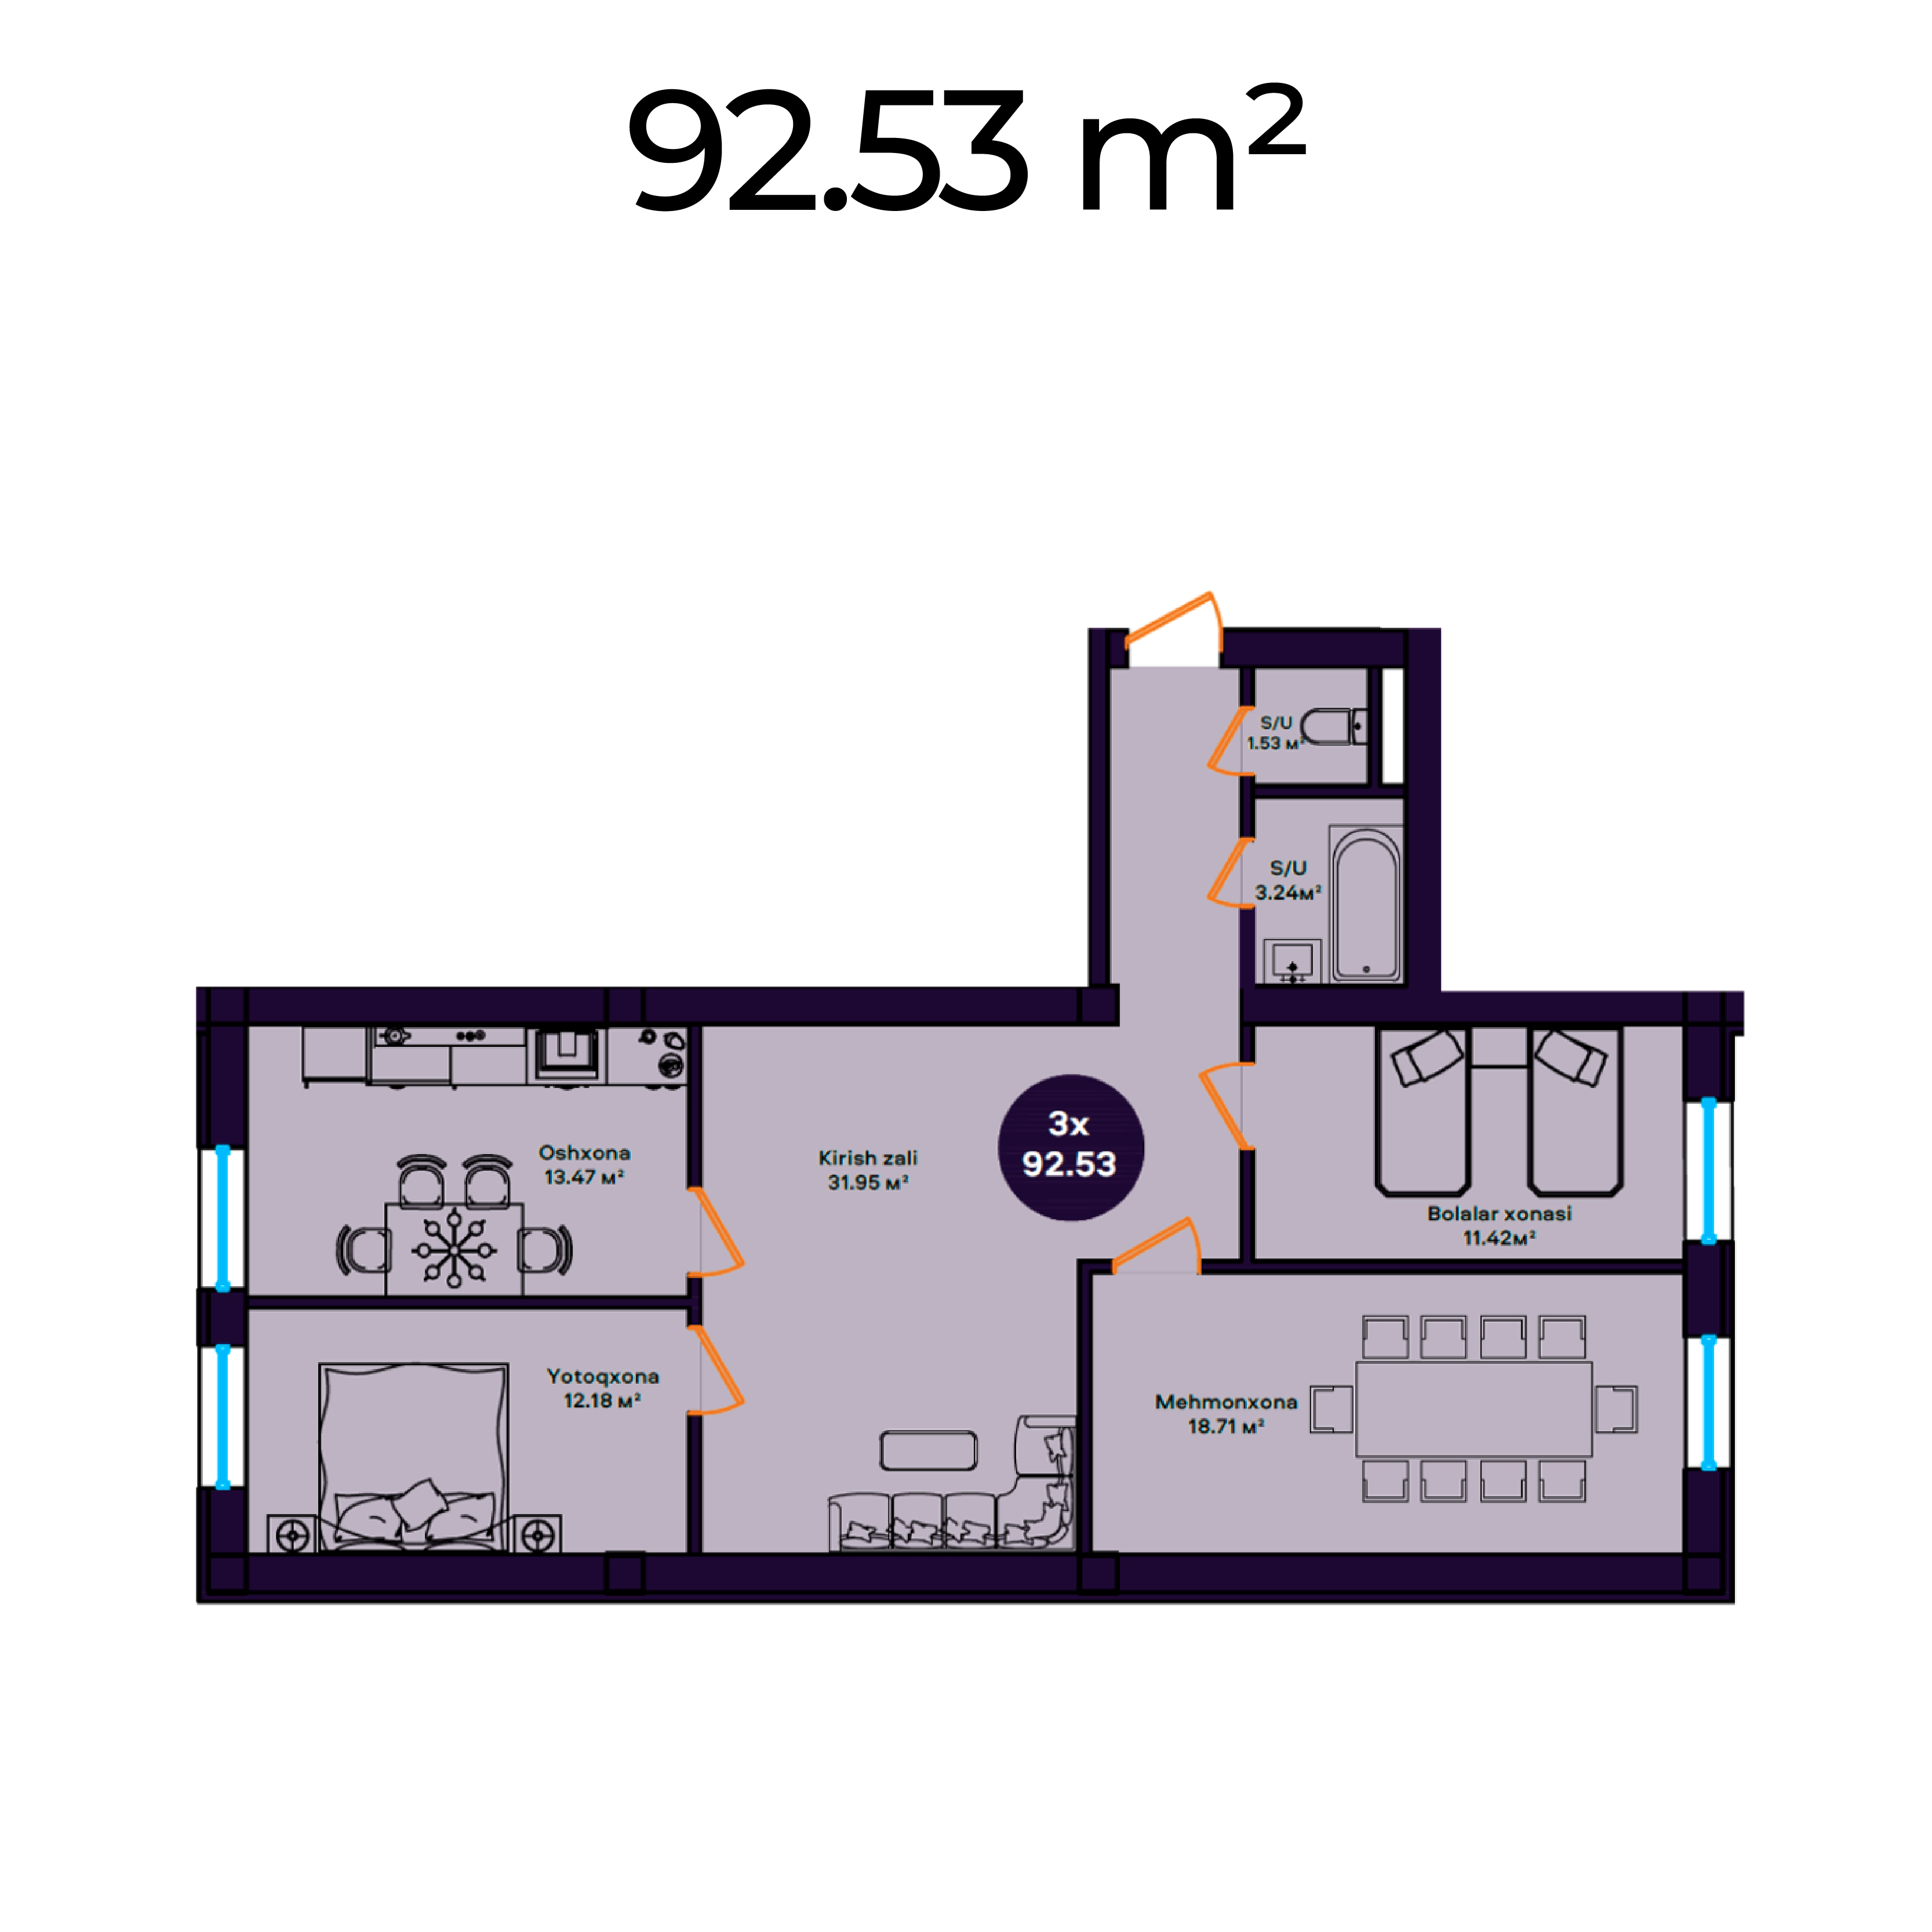 92.53 m²
S/U
1.53 м²
S/U
3.24м²
3x
92.53
Oshxona
13.47 м²
Kirish zali
31.95 м²
Bolalar xonasi
11.42м²
Yotoqxona
12.18 м²
Mehmonxona
18.71 м²